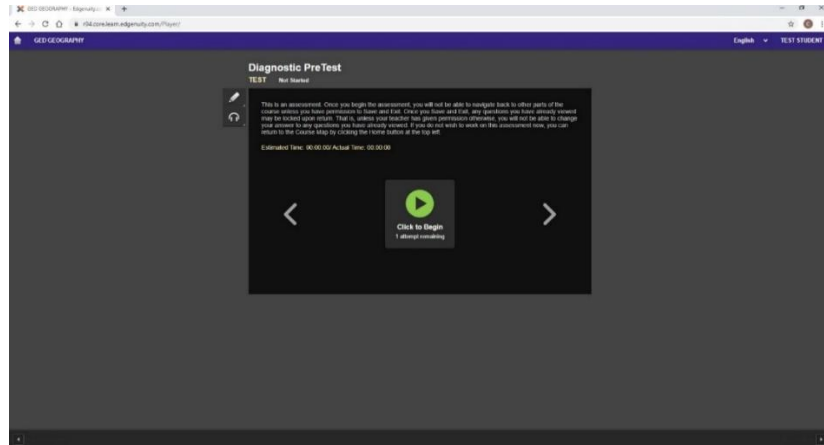 GED GEOGRAPHY - Edgenuity.c
r04.core.learn.edgenuity.com/Player/
GED GEOGRAPHY
English
TEST STUDENT
Diagnostic PreTest
TEST Not Started
This is an assessment. Once you begin the assessment, you will not be able to navigate back to other parts of the
course unless you have permission to Save and Exit. Once you Save and Exit, any questions you have already viewed
may be locked upon return. That is, unless your teacher has given permission otherwise, you will not be able to change
your answer to any questions you have already viewed. If you do not wish to work on this assessment now, you can
return to the Course Map by clicking the Home button at the top left.
Estimated Time: 00:00:00/ Actual Time: 00:00:00
Click to Begin
1 attempt remaining